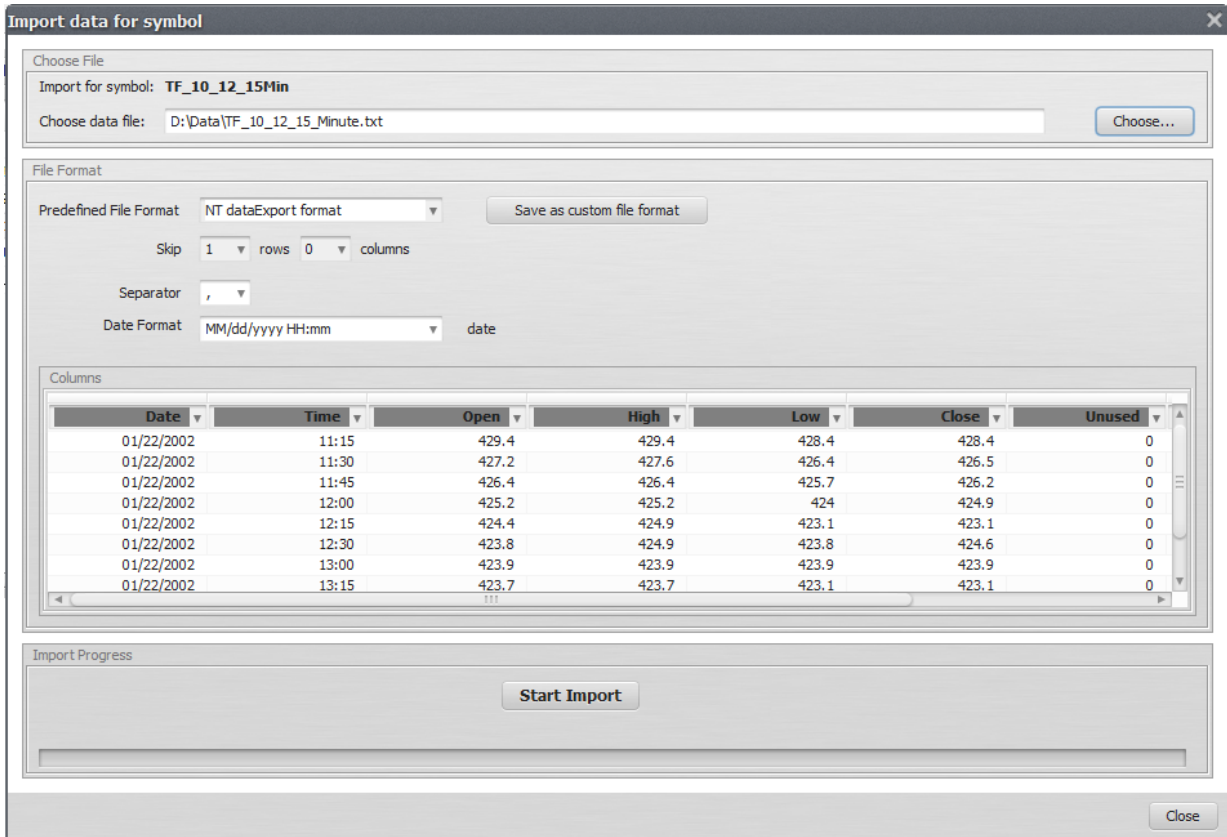 Import data for symbol
Choose File
Import for symbol: TF_10_12_15Min
Choose data file: D:\Data\TF_10_12_15_Minute.txt Choose...
File Format
Predefined File Format NT dataExport format Save as custom file format
Skip 1 rows 0 columns
Separator ,
Date Format MM/dd/yyyy HH:mm date
Columns
Date Time Open High Low Close Unused
01/22/2002 11:15 429.4 429.4 428.4 428.4 0
01/22/2002 11:30 427.2 427.6 426.4 426.5 0
01/22/2002 11:45 426.4 426.4 425.7 426.2 0
01/22/2002 12:00 425.2 425.2 424 424.9 0
01/22/2002 12:15 424.4 424.9 423.1 423.1 0
01/22/2002 12:30 423.8 424.9 423.8 424.6 0
01/22/2002 13:00 423.9 423.9 423.9 423.9 0
01/22/2002 13:15 423.7 423.7 423.1 423.1 0
Import Progress
Start Import
Close